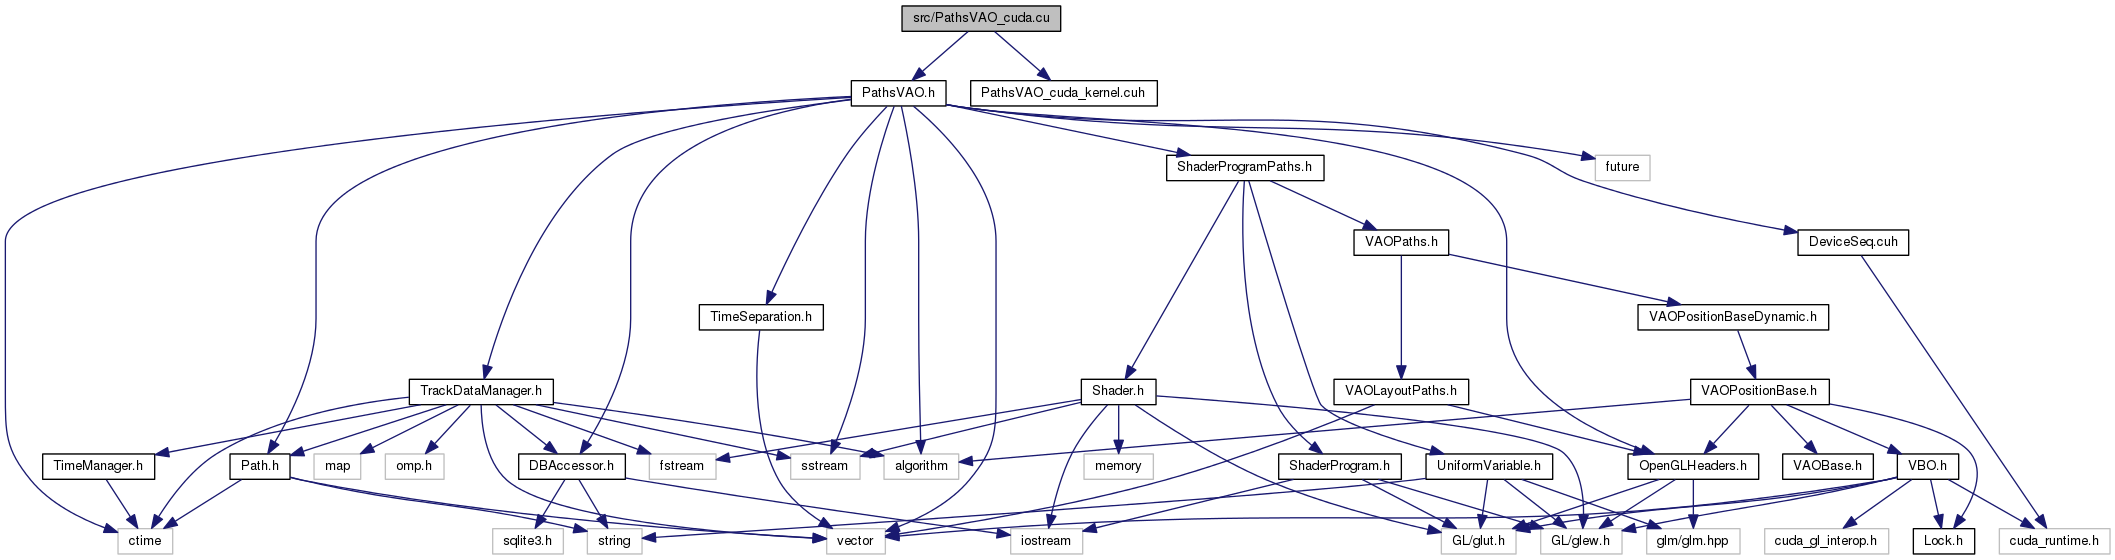 src/PathsVAO_cuda.cu
PathsVAO.h
PathsVAO_cuda_kernel.cuh
ShaderProgramPaths.h
future
VAOPaths.h
DeviceSeq.cuh
TimeSeparation.h
VAOPositionBaseDynamic.h
TrackDataManager.h
Shader.h
VAOLayoutPaths.h
VAOPositionBase.h
TimeManager.h
Path.h
map
omp.h
DBAccessor.h
fstream
sstream
algorithm
memory
ShaderProgram.h
UniformVariable.h
OpenGLHeaders.h
VAOBase.h
VBO.h
ctime
sqlite3.h
string
vector
iostream
GL/glut.h
GL/glew.h
glm/glm.hpp
cuda_gl_interop.h
Lock.h
cuda_runtime.h